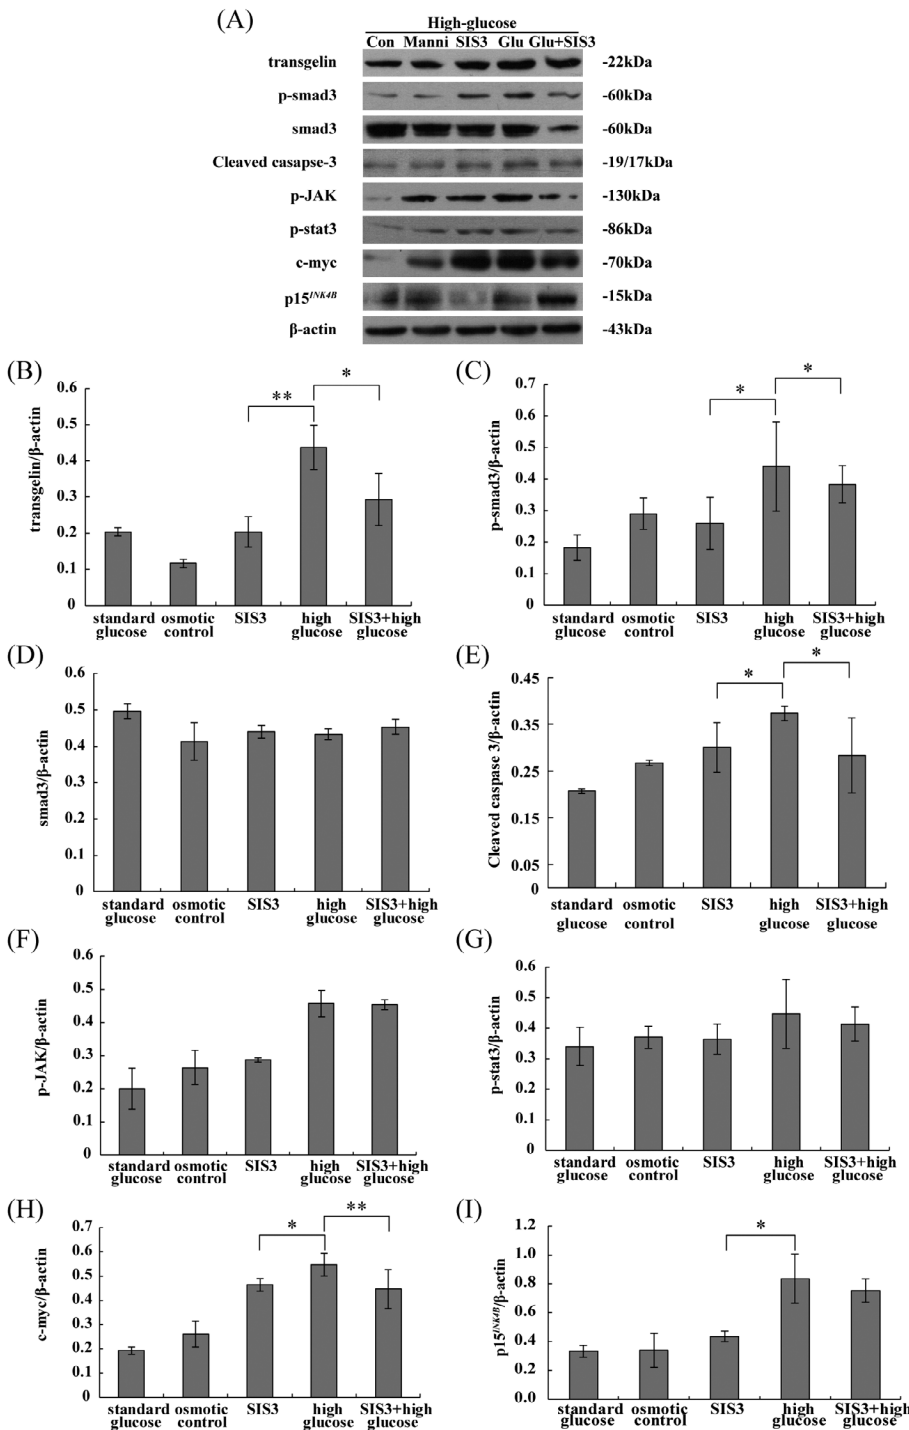 (A)
High-glucose
Con Manni SIS3 Glu Glu+SIS3
transgelin -22kDa
p-smad3 -60kDa
smad3 -60kDa
Cleaved casapse-3 -19/17kDa
p-JAK -130kDa
p-stat3 -86kDa
c-myc -70kDa
p15INK4B -15kDa
β-actin -43kDa
(B)
transgelin/β-actin
0.6
0.5
0.4
0.3
0.2
0.1
0
** *
standard glucose
osmotic control
SIS3
high glucose
SIS3+high glucose
(C)
p-smad3/β-actin
0.7
0.6
0.5
0.4
0.3
0.2
0.1
0
* *
standard glucose
osmotic control
SIS3
high glucose
SIS3+high glucose
(D)
smad3/β-actin
0.6
0.5
0.4
0.3
0.2
0.1
0
standard glucose
osmotic control
SIS3
high glucose
SIS3+high glucose
(E)
Cleaved caspase 3/β-actin
0.45
0.35
0.25
0.15
0.05
0
* *
standard glucose
osmotic control
SIS3
high glucose
SIS3+high glucose
(F)
p-JAK/β-actin
0.6
0.5
0.4
0.3
0.2
0.1
0
standard glucose
osmotic control
SIS3
high glucose
SIS3+high glucose
(G)
p-stat3/β-actin
0.6
0.5
0.4
0.3
0.2
0.1
0
standard glucose
osmotic control
SIS3
high glucose
SIS3+high glucose
(H)
c-myc/β-actin
0.7
0.6
0.5
0.4
0.3
0.2
0.1
0
* **
standard glucose
osmotic control
SIS3
high glucose
SIS3+high glucose
(I)
p15INK4B/β-actin
1.2
1.0
0.8
0.6
0.4
0.2
0.0
*
standard glucose
osmotic control
SIS3
high glucose
SIS3+high glucose